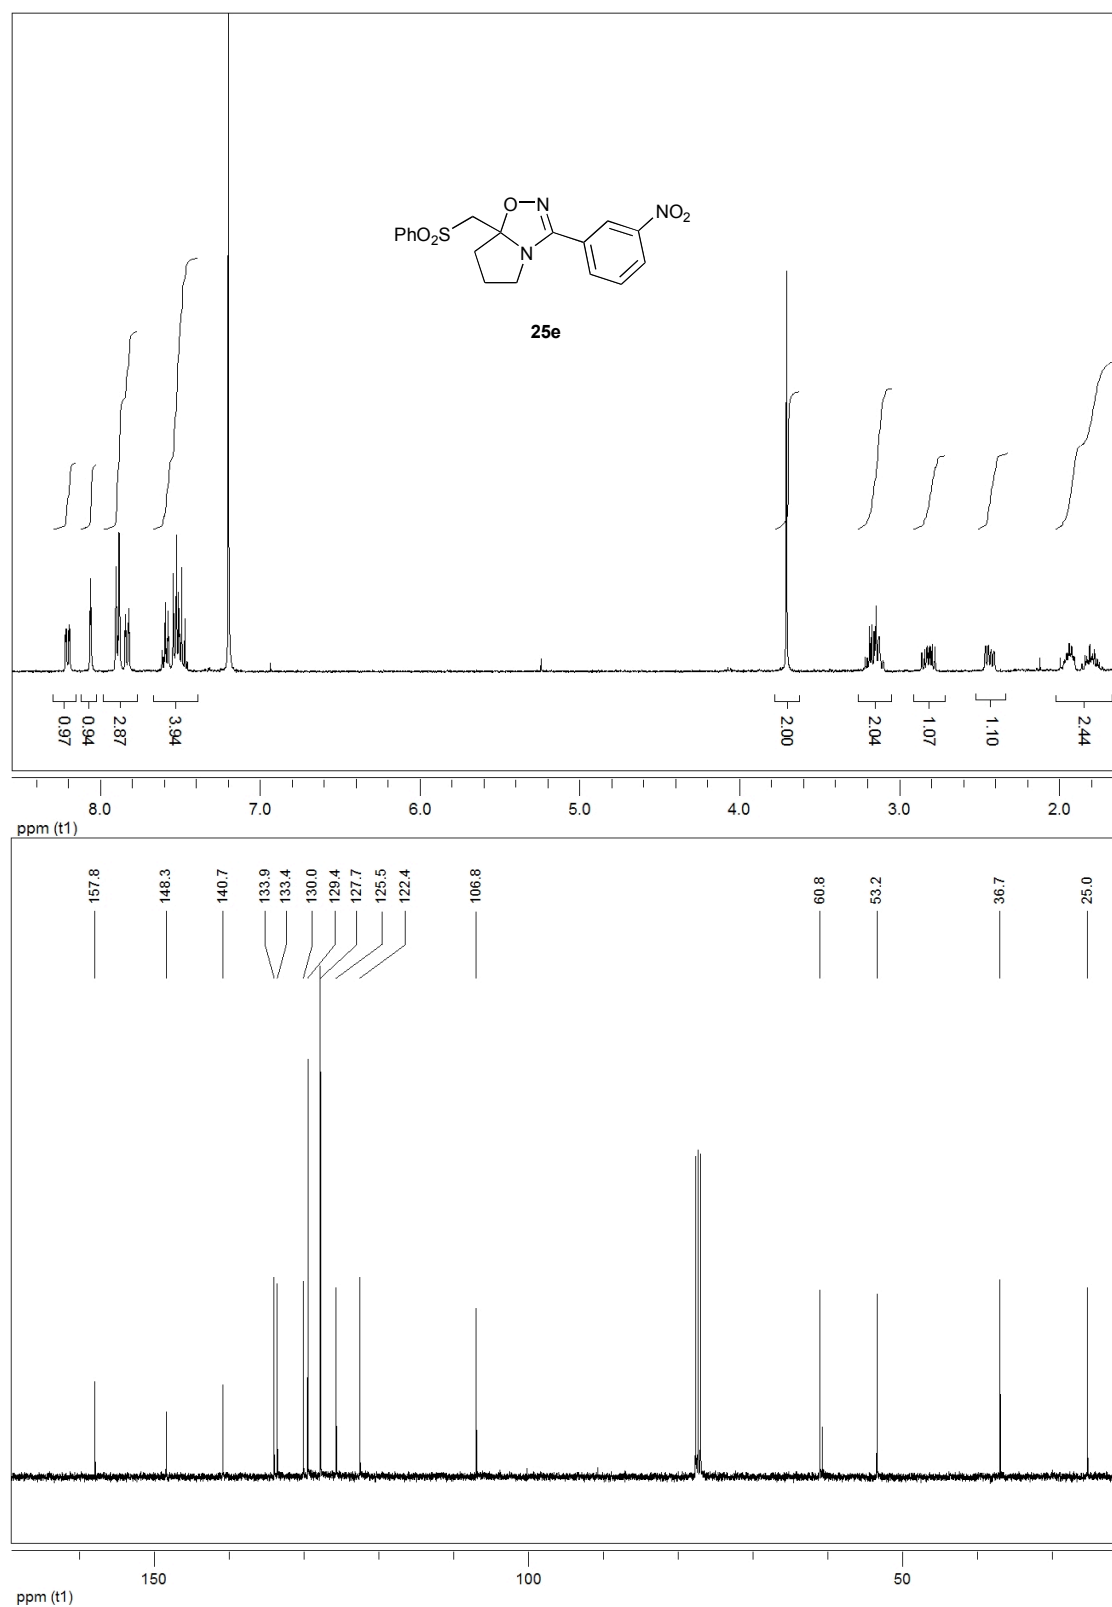 O N
NO₂
PhO₂S
N
25e
0.97 0.94 2.87 3.94 2.00 2.04 1.07 1.10 2.44
8.0 7.0 6.0 5.0 4.0 3.0 2.0
ppm (t1)
157.8 148.3 140.7 133.9 133.4 130.0 129.4 127.7 125.5 122.4 106.8 60.8 53.2 36.7 25.0
150 100 50
ppm (t1)